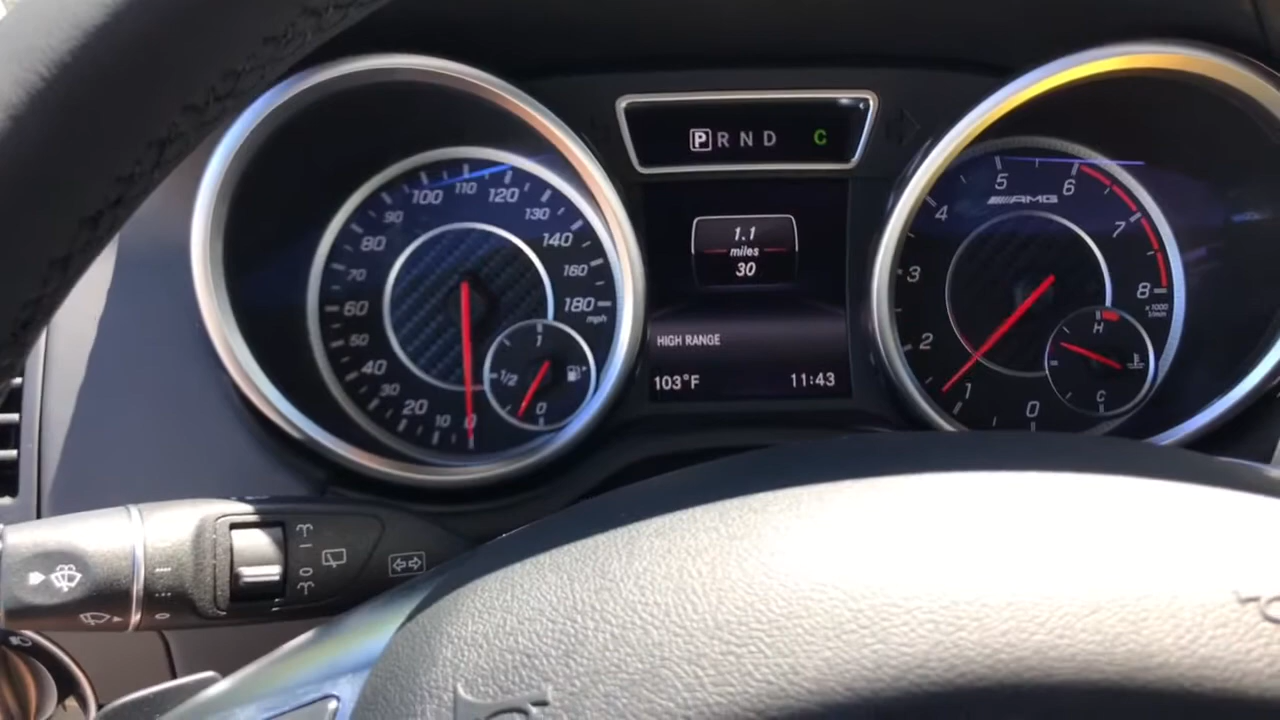 P R N D C
1.1
miles
30
HIGH RANGE
103°F 11:43
0 10 20 30 40 50 60 70 80 90 100 110 120 130 140 160 180
mph
0 1/2 1
0 1 2 3 4 5 6 7 8
x 1000
1/min
AMG
H
C